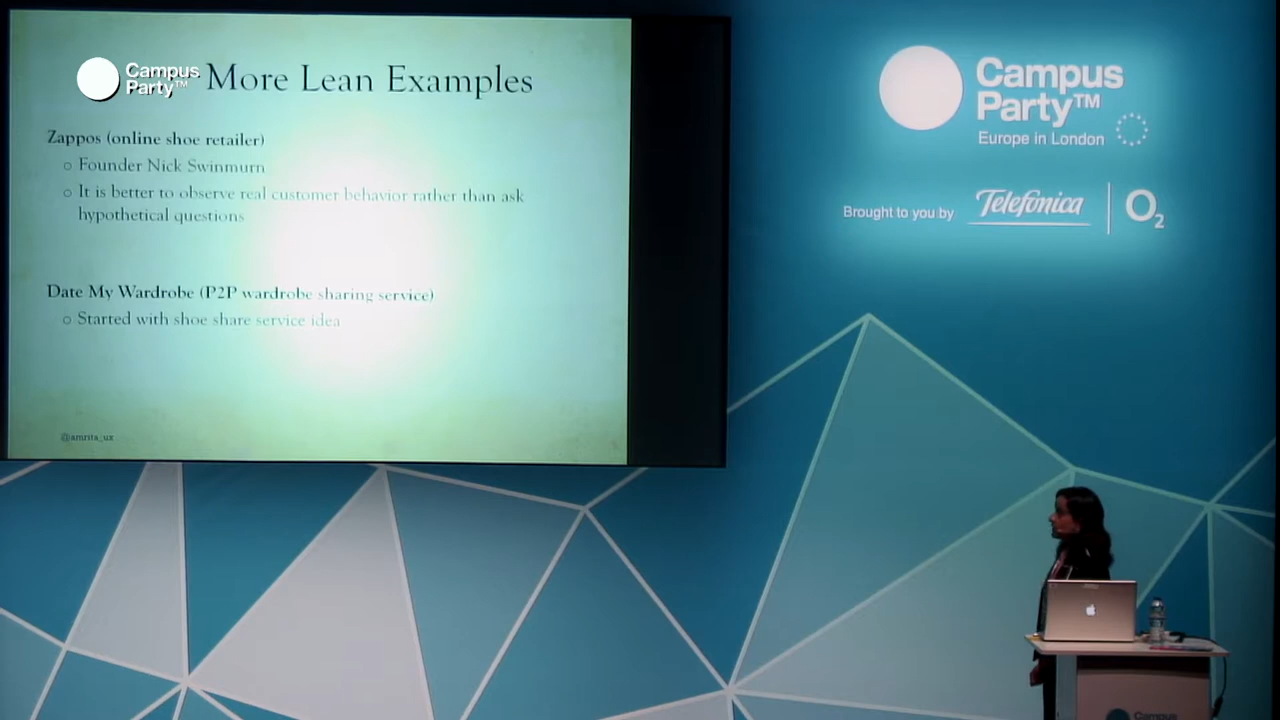 Campus
Party™
More Lean Examples
Zappos (online shoe retailer)
Founder Nick Swinmurn
It is better to observe real customer behavior rather than ask
hypothetical questions
Date My Wardrobe (P2P wardrobe sharing service)
Started with shoe share service idea
@amrita_ux
Campus
Party™
Europe in London
Brought to you by
Telefónica
O2
Campus